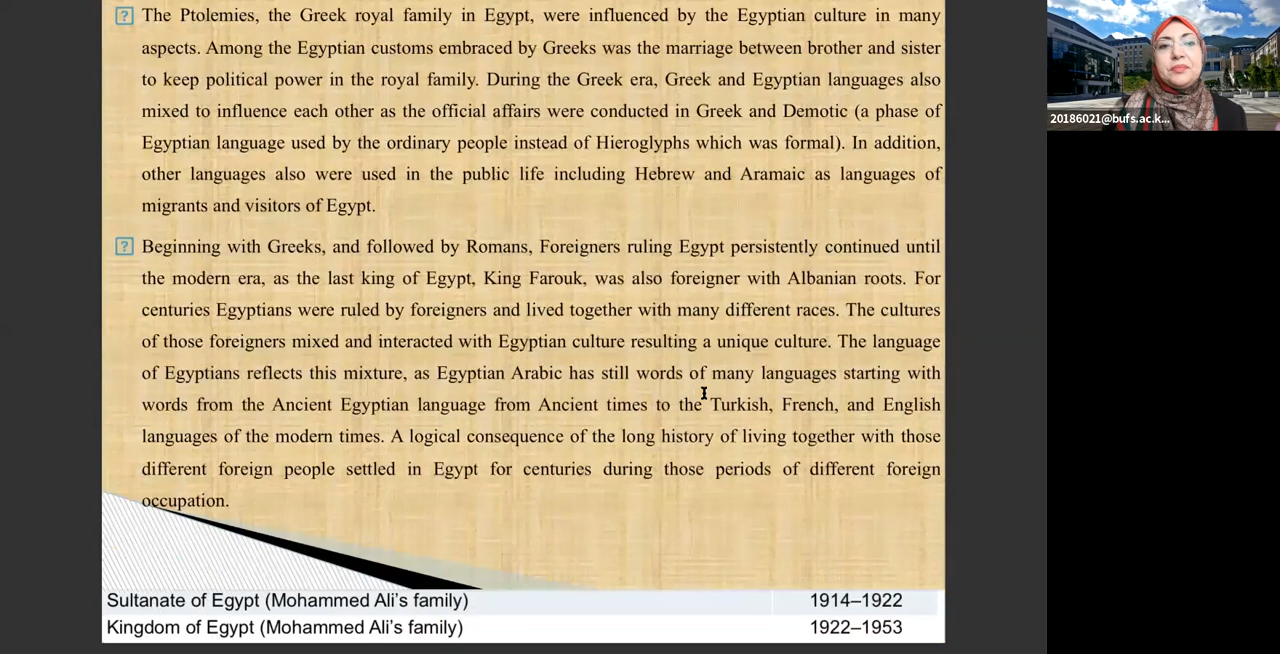 The Ptolemies, the Greek royal family in Egypt, were influenced by the Egyptian culture in many
aspects. Among the Egyptian customs embraced by Greeks was the marriage between brother and sister
to keep political power in the royal family. During the Greek era, Greek and Egyptian languages also
mixed to influence each other as the official affairs were conducted in Greek and Demotic (a phase of
Egyptian language used by the ordinary people instead of Hieroglyphs which was formal). In addition,
other languages also were used in the public life including Hebrew and Aramaic as languages of
migrants and visitors of Egypt.
Beginning with Greeks, and followed by Romans, Foreigners ruling Egypt persistently continued until
the modern era, as the last king of Egypt, King Farouk, was also foreigner with Albanian roots. For
centuries Egyptians were ruled by foreigners and lived together with many different races. The cultures
of those foreigners mixed and interacted with Egyptian culture resulting a unique culture. The language
of Egyptians reflects this mixture, as Egyptian Arabic has still words of many languages starting with
words from the Ancient Egyptian language from Ancient times to the Turkish, French, and English
languages of the modern times. A logical consequence of the long history of living together with those
different foreign people settled in Egypt for centuries during those periods of different foreign
occupation.
Sultanate of Egypt (Mohammed Ali's family) 1914–1922
Kingdom of Egypt (Mohammed Ali's family) 1922–1953
20186021@bufs.ac.k...